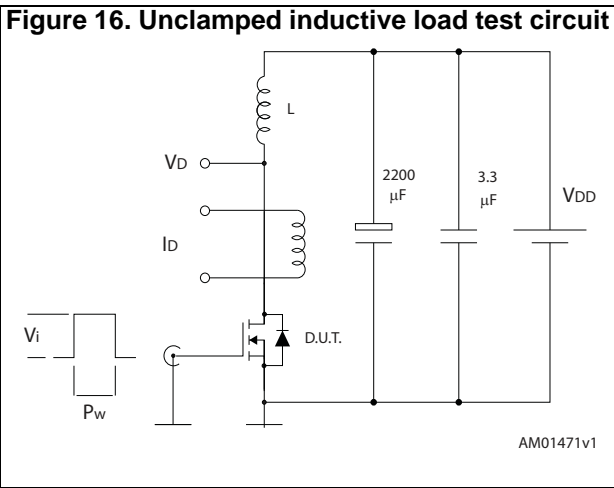 Figure 16. Unclamped inductive load test circuit
L
VD
2200
μF
3.3
μF
VDD
ID
Vi
D.U.T.
Pw
AM01471v1